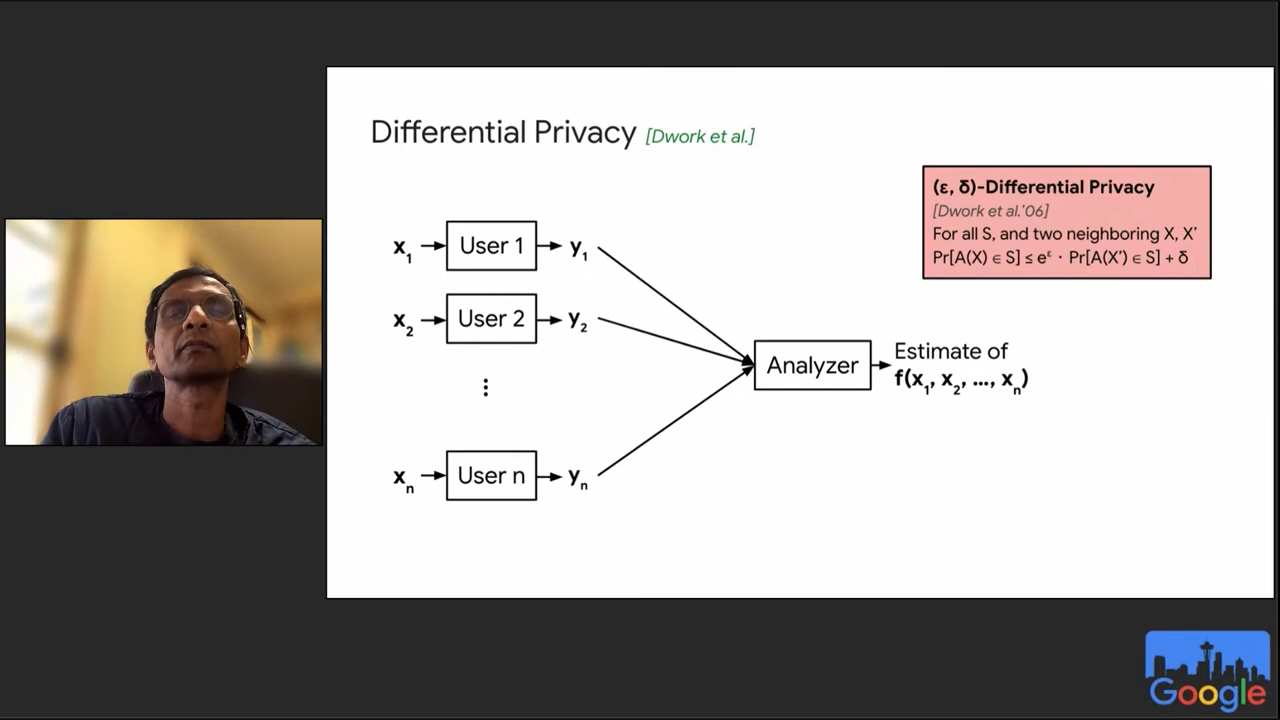 Differential Privacy [Dwork et al.]
(ε, δ)-Differential Privacy
[Dwork et al.'06]
For all S, and two neighboring X, X'
Pr[A(X) ∈ S] ≤ e^ε · Pr[A(X') ∈ S] + δ
x₁ User 1 y₁
x₂ User 2 y₂
⋮
xₙ User n yₙ
Analyzer
Estimate of
f(x₁, x₂, ..., xₙ)
Google